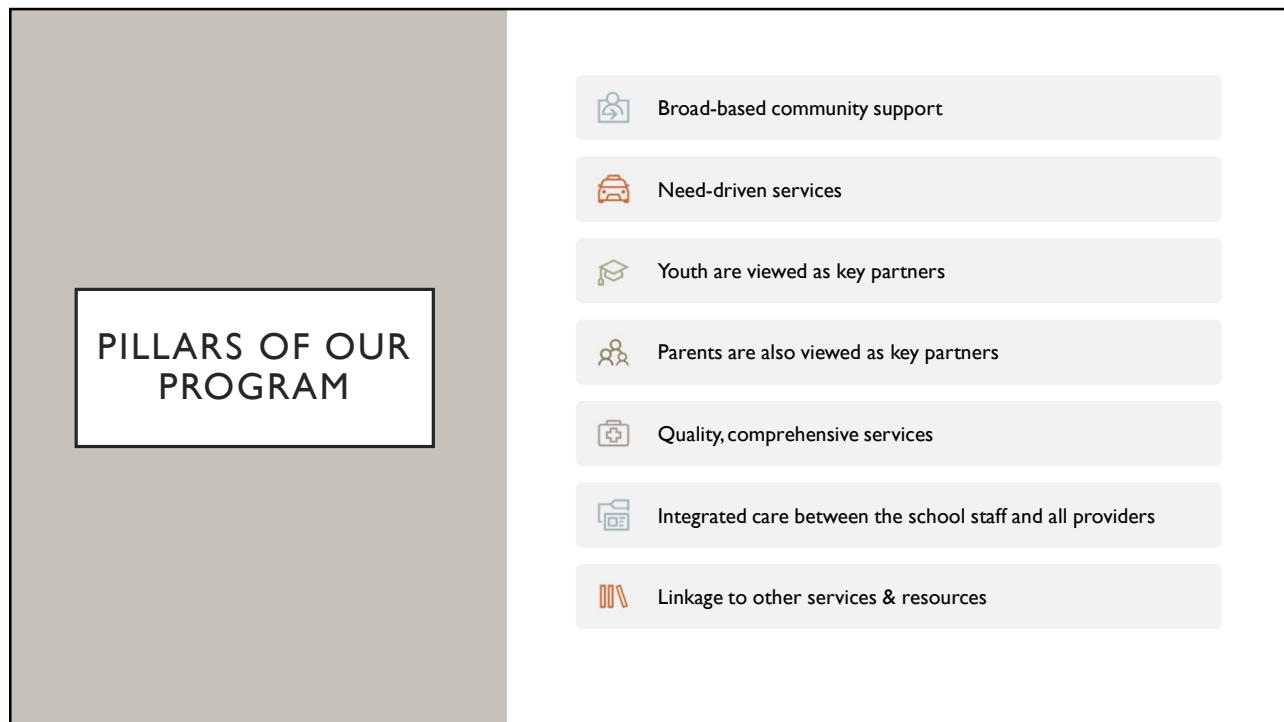 PILLARS OF OUR
PROGRAM
Broad-based community support
Need-driven services
Youth are viewed as key partners
Parents are also viewed as key partners
Quality, comprehensive services
Integrated care between the school staff and all providers
Linkage to other services & resources